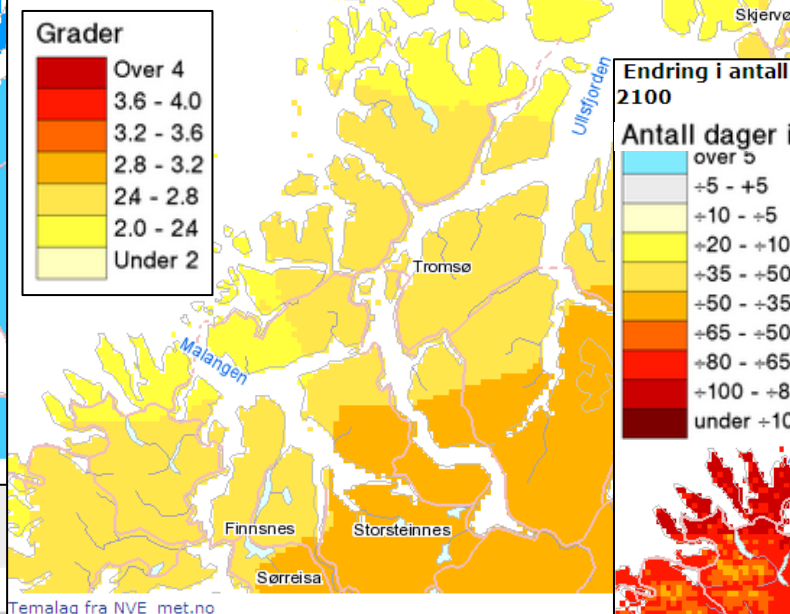 Grader
Over 4
3.6 - 4.0
3.2 - 3.6
2.8 - 3.2
24 - 2.8
2.0 - 24
Under 2
Skjervø
Ullsfjorden
Tromsø
Malangen
Finnsnes
Storsteinnes
Sørreisa
Temalag fra NVE met.no
Endring i antall
2100
Antall dager i
over 5
÷5 - +5
÷10 - ÷5
÷20 - ÷10
÷35 - ÷50
÷50 - ÷35
÷65 - ÷50
÷80 - ÷65
÷100 - ÷8
under ÷10